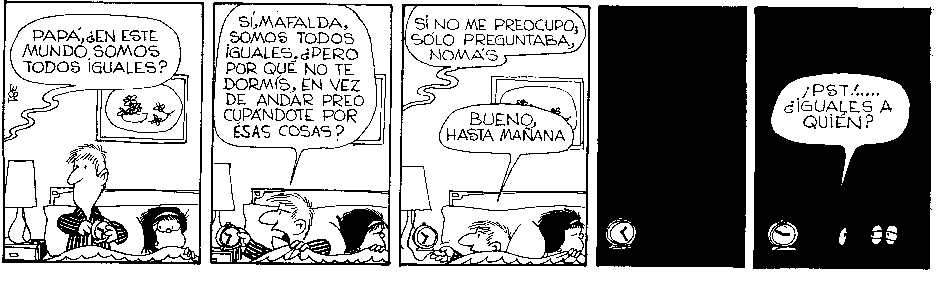 PAPÁ, ¿EN ESTE
MUNDO SOMOS
TODOS IGUALES?
SÍ, MAFALDA,
SOMOS TODOS
IGUALES. ¿PERO
POR QUÉ NO TE
DORMÍS, EN VEZ
DE ANDAR PREO
CUPÁNDOTE POR
ESAS COSAS?
SI NO ME PREOCUPO,
SÓLO PREGUNTABA,
NOMÁS
BUENO,
HASTA MAÑANA
¡PST!.....
¿IGUALES A
QUIÉN?